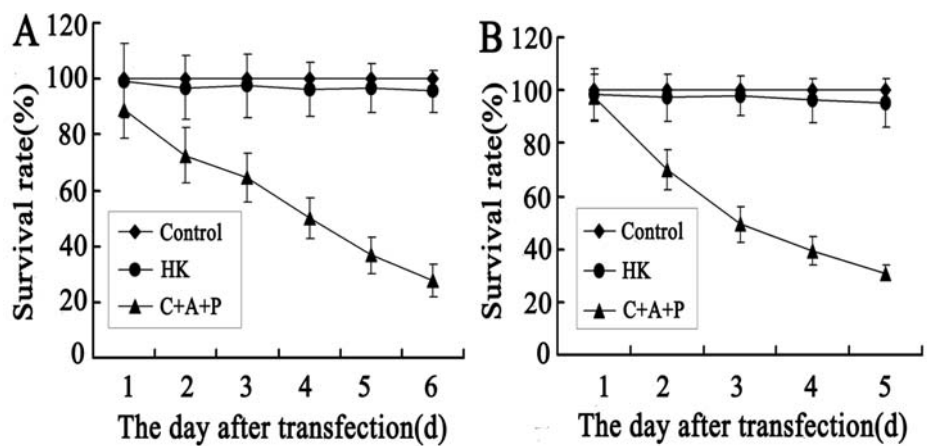 A
Survival rate(%)
120
100
80
60
40
20
0
Control
HK
C+A+P
1 2 3 4 5 6
The day after transfection(d)
B
Survival rate(%)
120
100
80
60
40
20
0
Control
HK
C+A+P
1 2 3 4 5
The day after transfection(d)